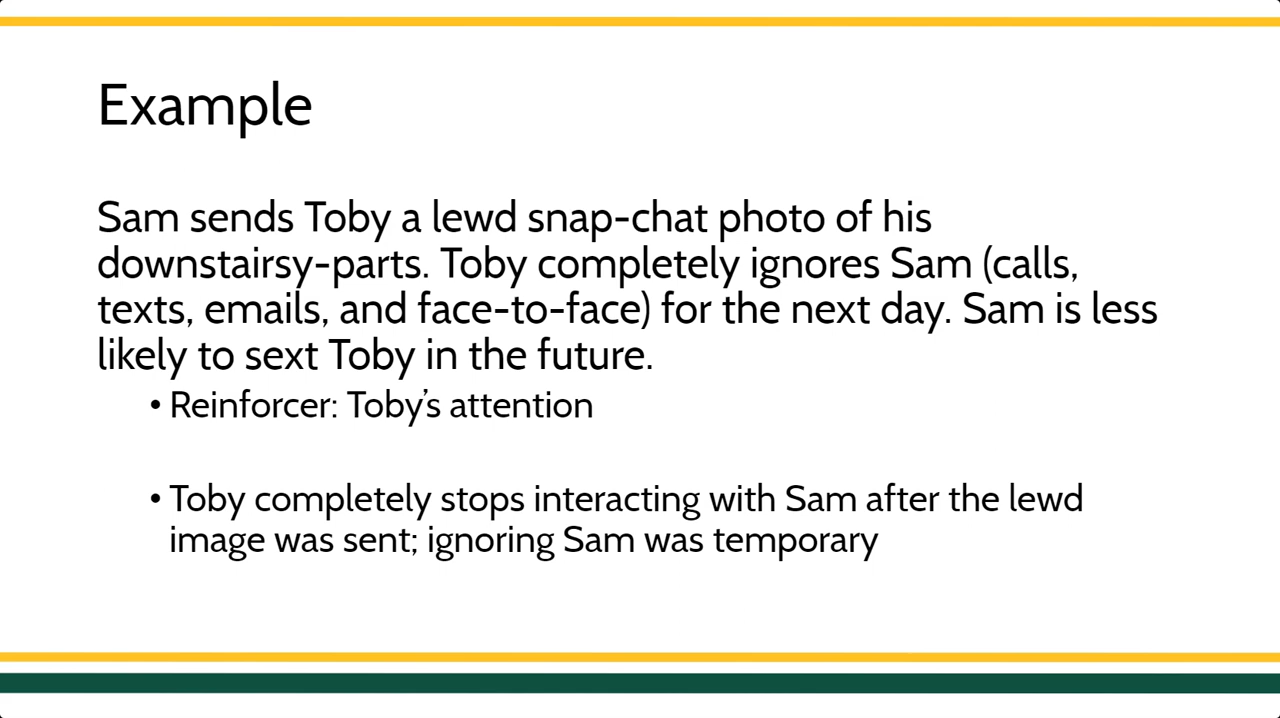 Example
Sam sends Toby a lewd snap-chat photo of his
downstairsy-parts. Toby completely ignores Sam (calls,
texts, emails, and face-to-face) for the next day. Sam is less
likely to sext Toby in the future.
• Reinforcer: Toby’s attention
• Toby completely stops interacting with Sam after the lewd
image was sent; ignoring Sam was temporary